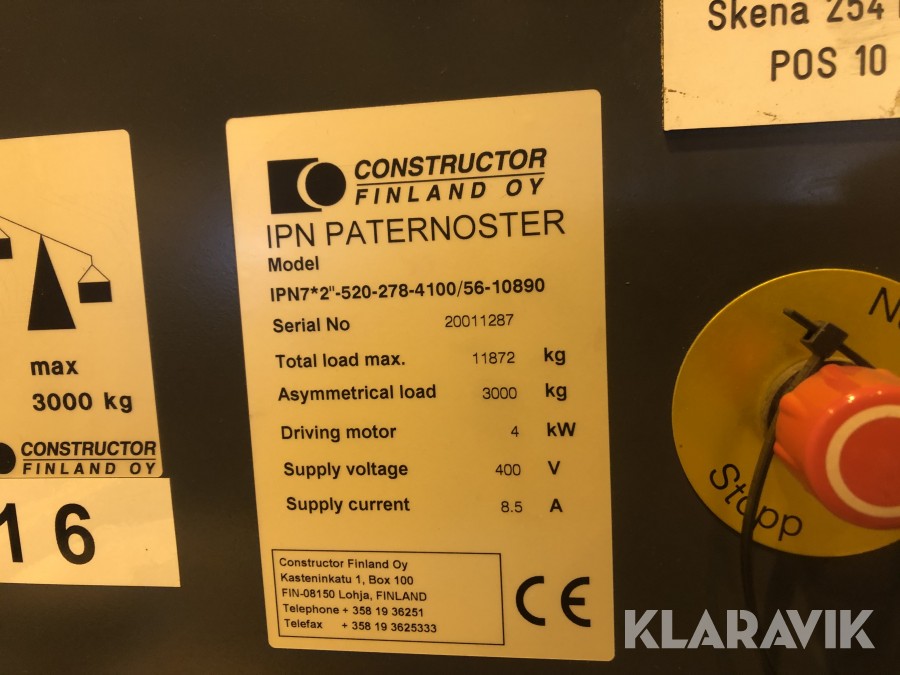 Skena 254
POS 10
CONSTRUCTOR
FINLAND OY
IPN PATERNOSTER
Model
IPN7*2"-520-278-4100/56-10890
Serial No 20011287
Total load max. 11872 kg
Asymmetrical load 3000 kg
Driving motor 4 kW
Supply voltage 400 V
Supply current 8.5 A
Constructor Finland Oy
Kasteninkatu 1, Box 100
FIN-08150 Lohja, FINLAND
Telephone + 358 19 36251
Telefax + 358 19 3625333
CE
max
3000 kg
CONSTRUCTOR
FINLAND OY
16
Stopp
KLARAVIK